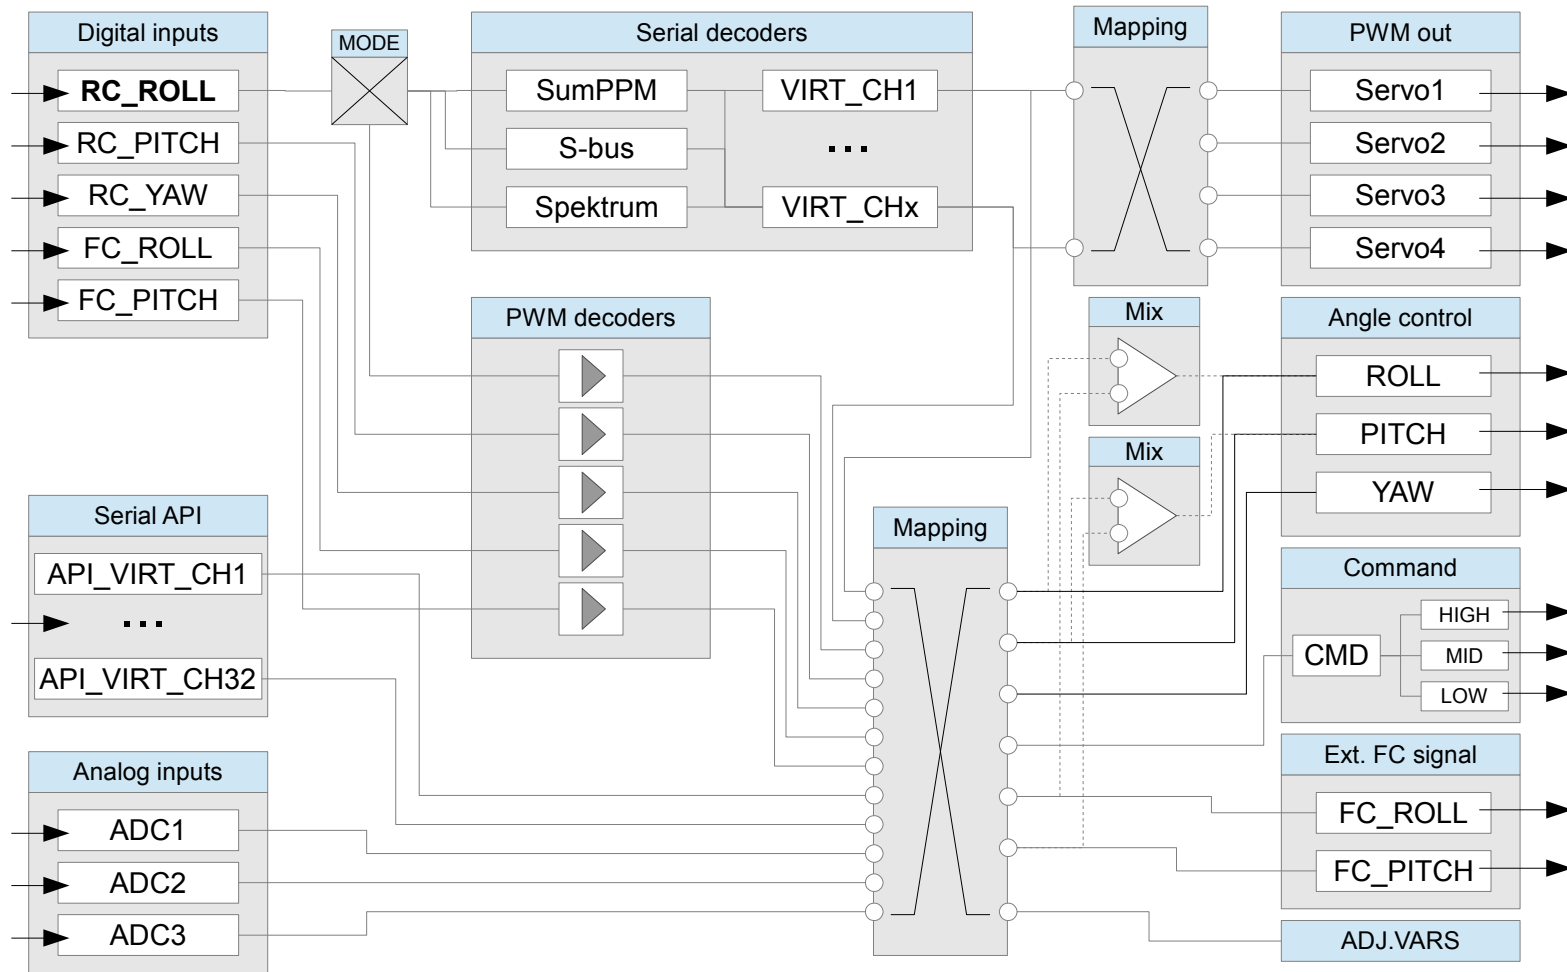 Digital inputs
RC_ROLL
RC_PITCH
RC_YAW
FC_ROLL
FC_PITCH
MODE
Serial decoders
SumPPM
S-bus
Spektrum
VIRT_CH1
...
VIRT_CHx
Mapping
PWM out
Servo1
Servo2
Servo3
Servo4
PWM decoders
Mix
Mix
Angle control
ROLL
PITCH
YAW
Serial API
API_VIRT_CH1
...
API_VIRT_CH32
Mapping
Command
CMD
HIGH
MID
LOW
Analog inputs
ADC1
ADC2
ADC3
Ext. FC signal
FC_ROLL
FC_PITCH
ADJ.VARS